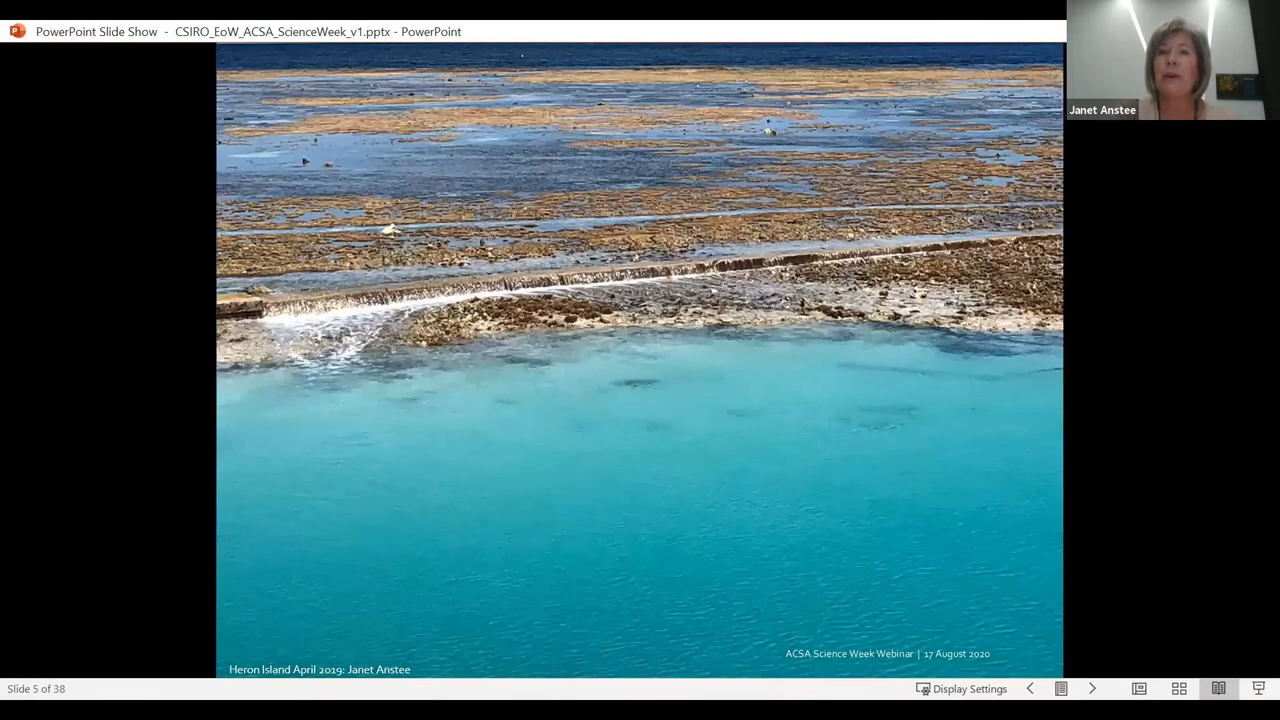 PowerPoint Slide Show - CSIRO_EoW_ACSA_ScienceWeek_v1.pptx - PowerPoint
Janet Anstee
ACSA Science Week Webinar | 17 August 2020
Heron Island April 2019: Janet Anstee
Slide 5 of 38
Display Settings